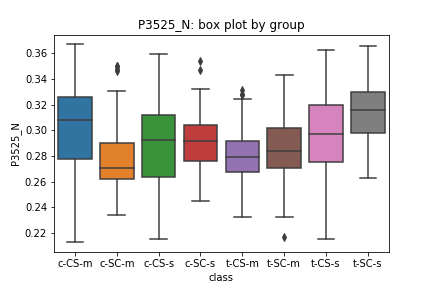 P3525_N: box plot by group
P3525_N
0.36
0.34
0.32
0.30
0.28
0.26
0.24
0.22
c-CS-m c-SC-m c-CS-s c-SC-s t-CS-m t-SC-m t-CS-s t-SC-s
class